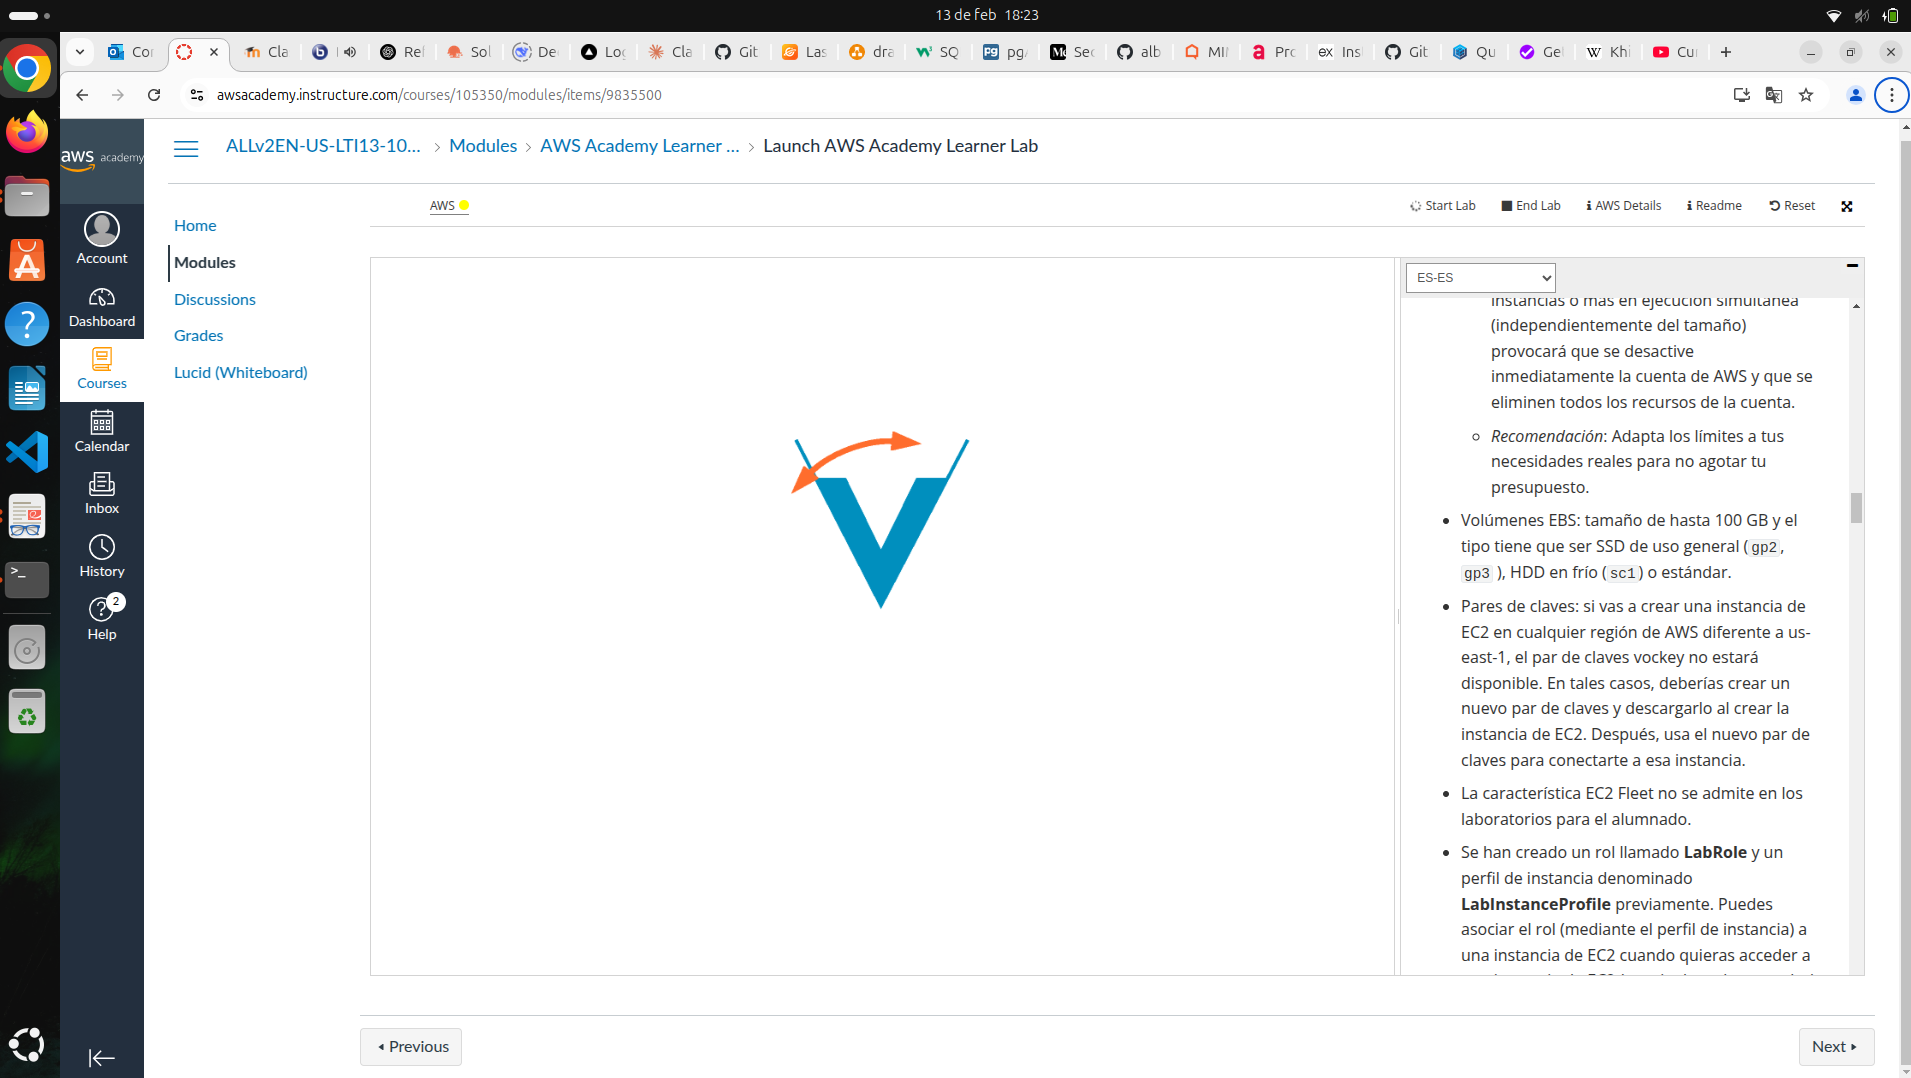 13 de feb 18:23
Cor
Cla
Ref
Sol
De
Log
Cla
Git
Las
dra
SQ
pg
Sec
alb
MI
Pro
Ins
Git
Qu
Gel
Khi
Cur
awsacademy.instructure.com/courses/105350/modules/items/9835500
aws academy
ALLv2EN-US-LTI13-10... > Modules > AWS Academy Learner ... > Launch AWS Academy Learner Lab
Account
Dashboard
Courses
Calendar
Inbox
History
2
Help
Home
Modules
Discussions
Grades
Lucid (Whiteboard)
AWS
Start Lab
End Lab
AWS Details
Readme
Reset
ES-ES
instancias o más en ejecución simultánea
(independientemente del tamaño)
provocará que se desactive
inmediatamente la cuenta de AWS y que se
eliminen todos los recursos de la cuenta.
Recomendación: Adapta los límites a tus
necesidades reales para no agotar tu
presupuesto.
Volúmenes EBS: tamaño de hasta 100 GB y el
tipo tiene que ser SSD de uso general (gp2,
gp3 ), HDD en frío (sc1) o estándar.
Pares de claves: si vas a crear una instancia de
EC2 en cualquier región de AWS diferente a us-
east-1, el par de claves vockey no estará
disponible. En tales casos, deberías crear un
nuevo par de claves y descargarlo al crear la
instancia de EC2. Después, usa el nuevo par de
claves para conectarte a esa instancia.
La característica EC2 Fleet no se admite en los
laboratorios para el alumnado.
Se han creado un rol llamado LabRole y un
perfil de instancia denominado
LabInstanceProfile previamente. Puedes
asociar el rol (mediante el perfil de instancia) a
una instancia de EC2 cuando quieras acceder a
Previous
Next